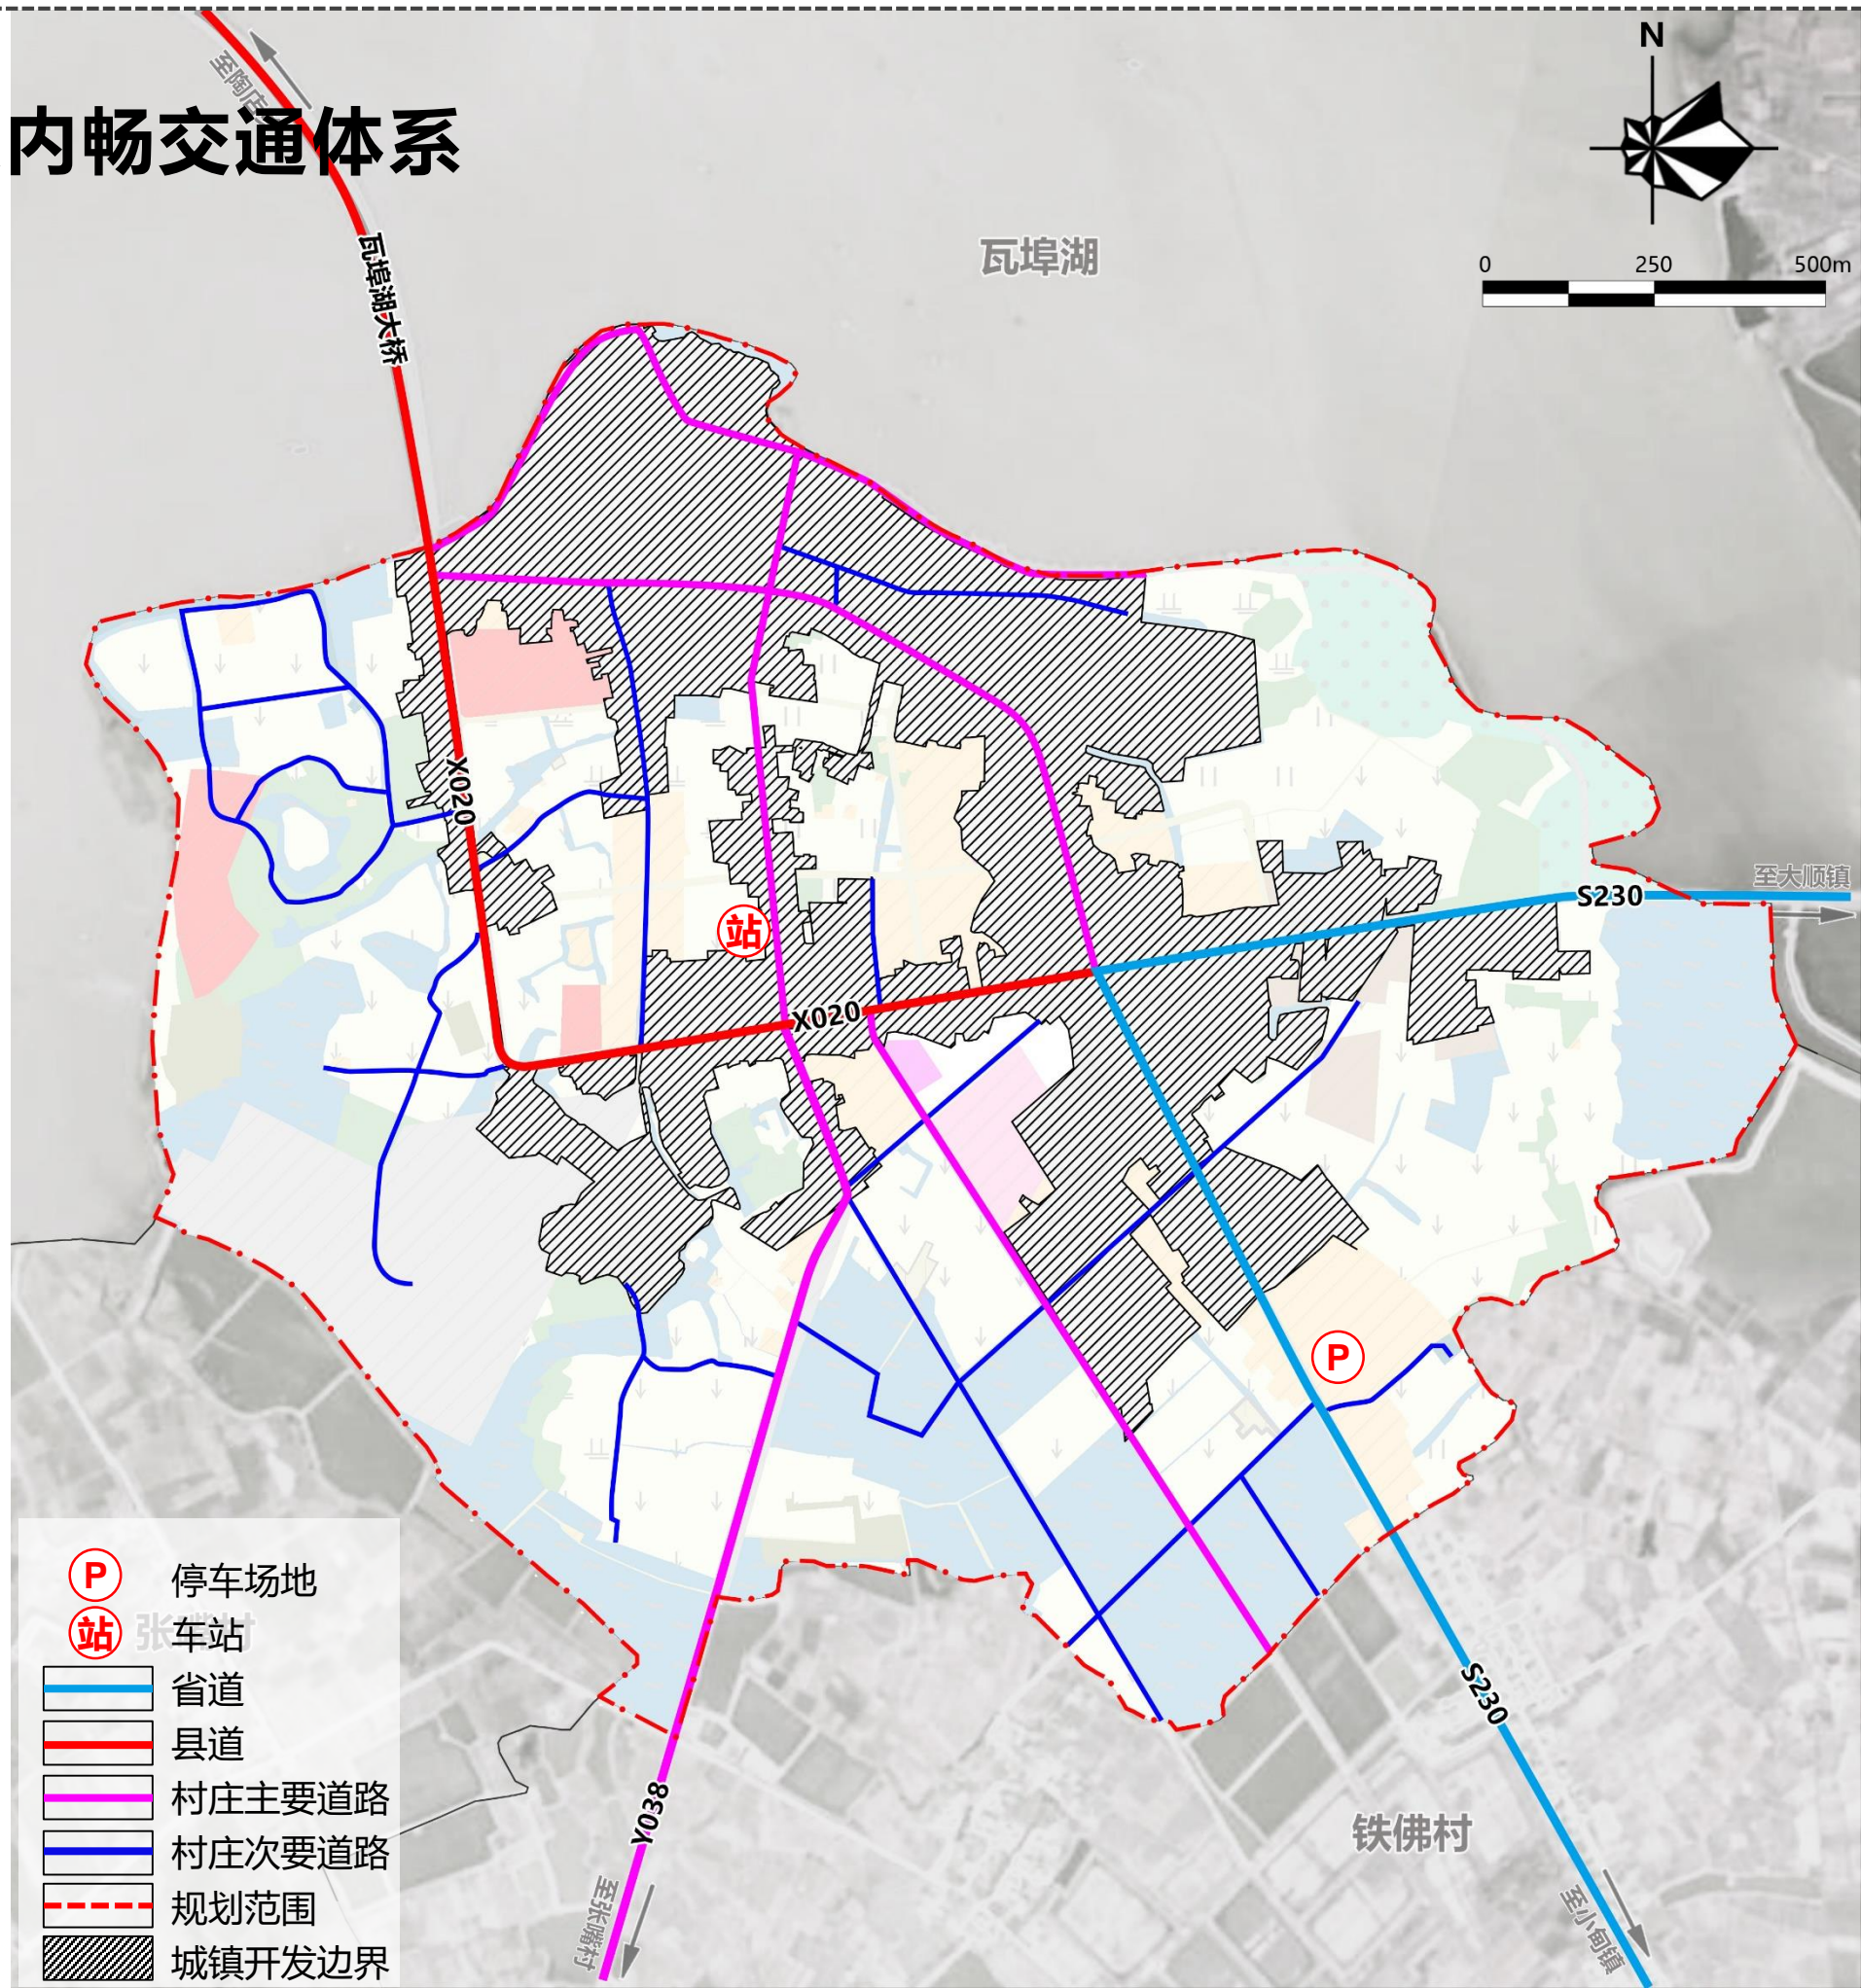 N
至陶店
内畅交通体系
瓦埠湖
0 250 500m
瓦埠湖大桥
X020
至大顺镇
S230
站
X020
P
P 停车场地
站 车站
省道
县道
村庄主要道路
村庄次要道路
规划范围
城镇开发边界
S230
Y038
铁佛村
至张嘴村
至小甸镇